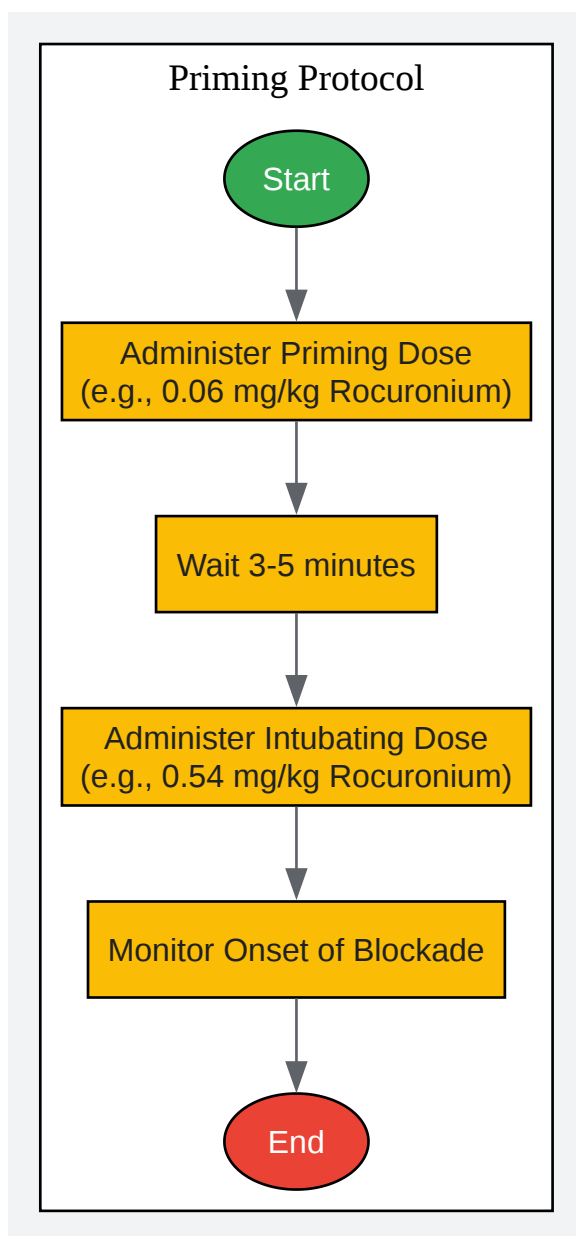 Priming Protocol
Start
Administer Priming Dose
(e.g., 0.06 mg/kg Rocuronium)
Wait 3-5 minutes
Administer Intubating Dose
(e.g., 0.54 mg/kg Rocuronium)
Monitor Onset of Blockade
End